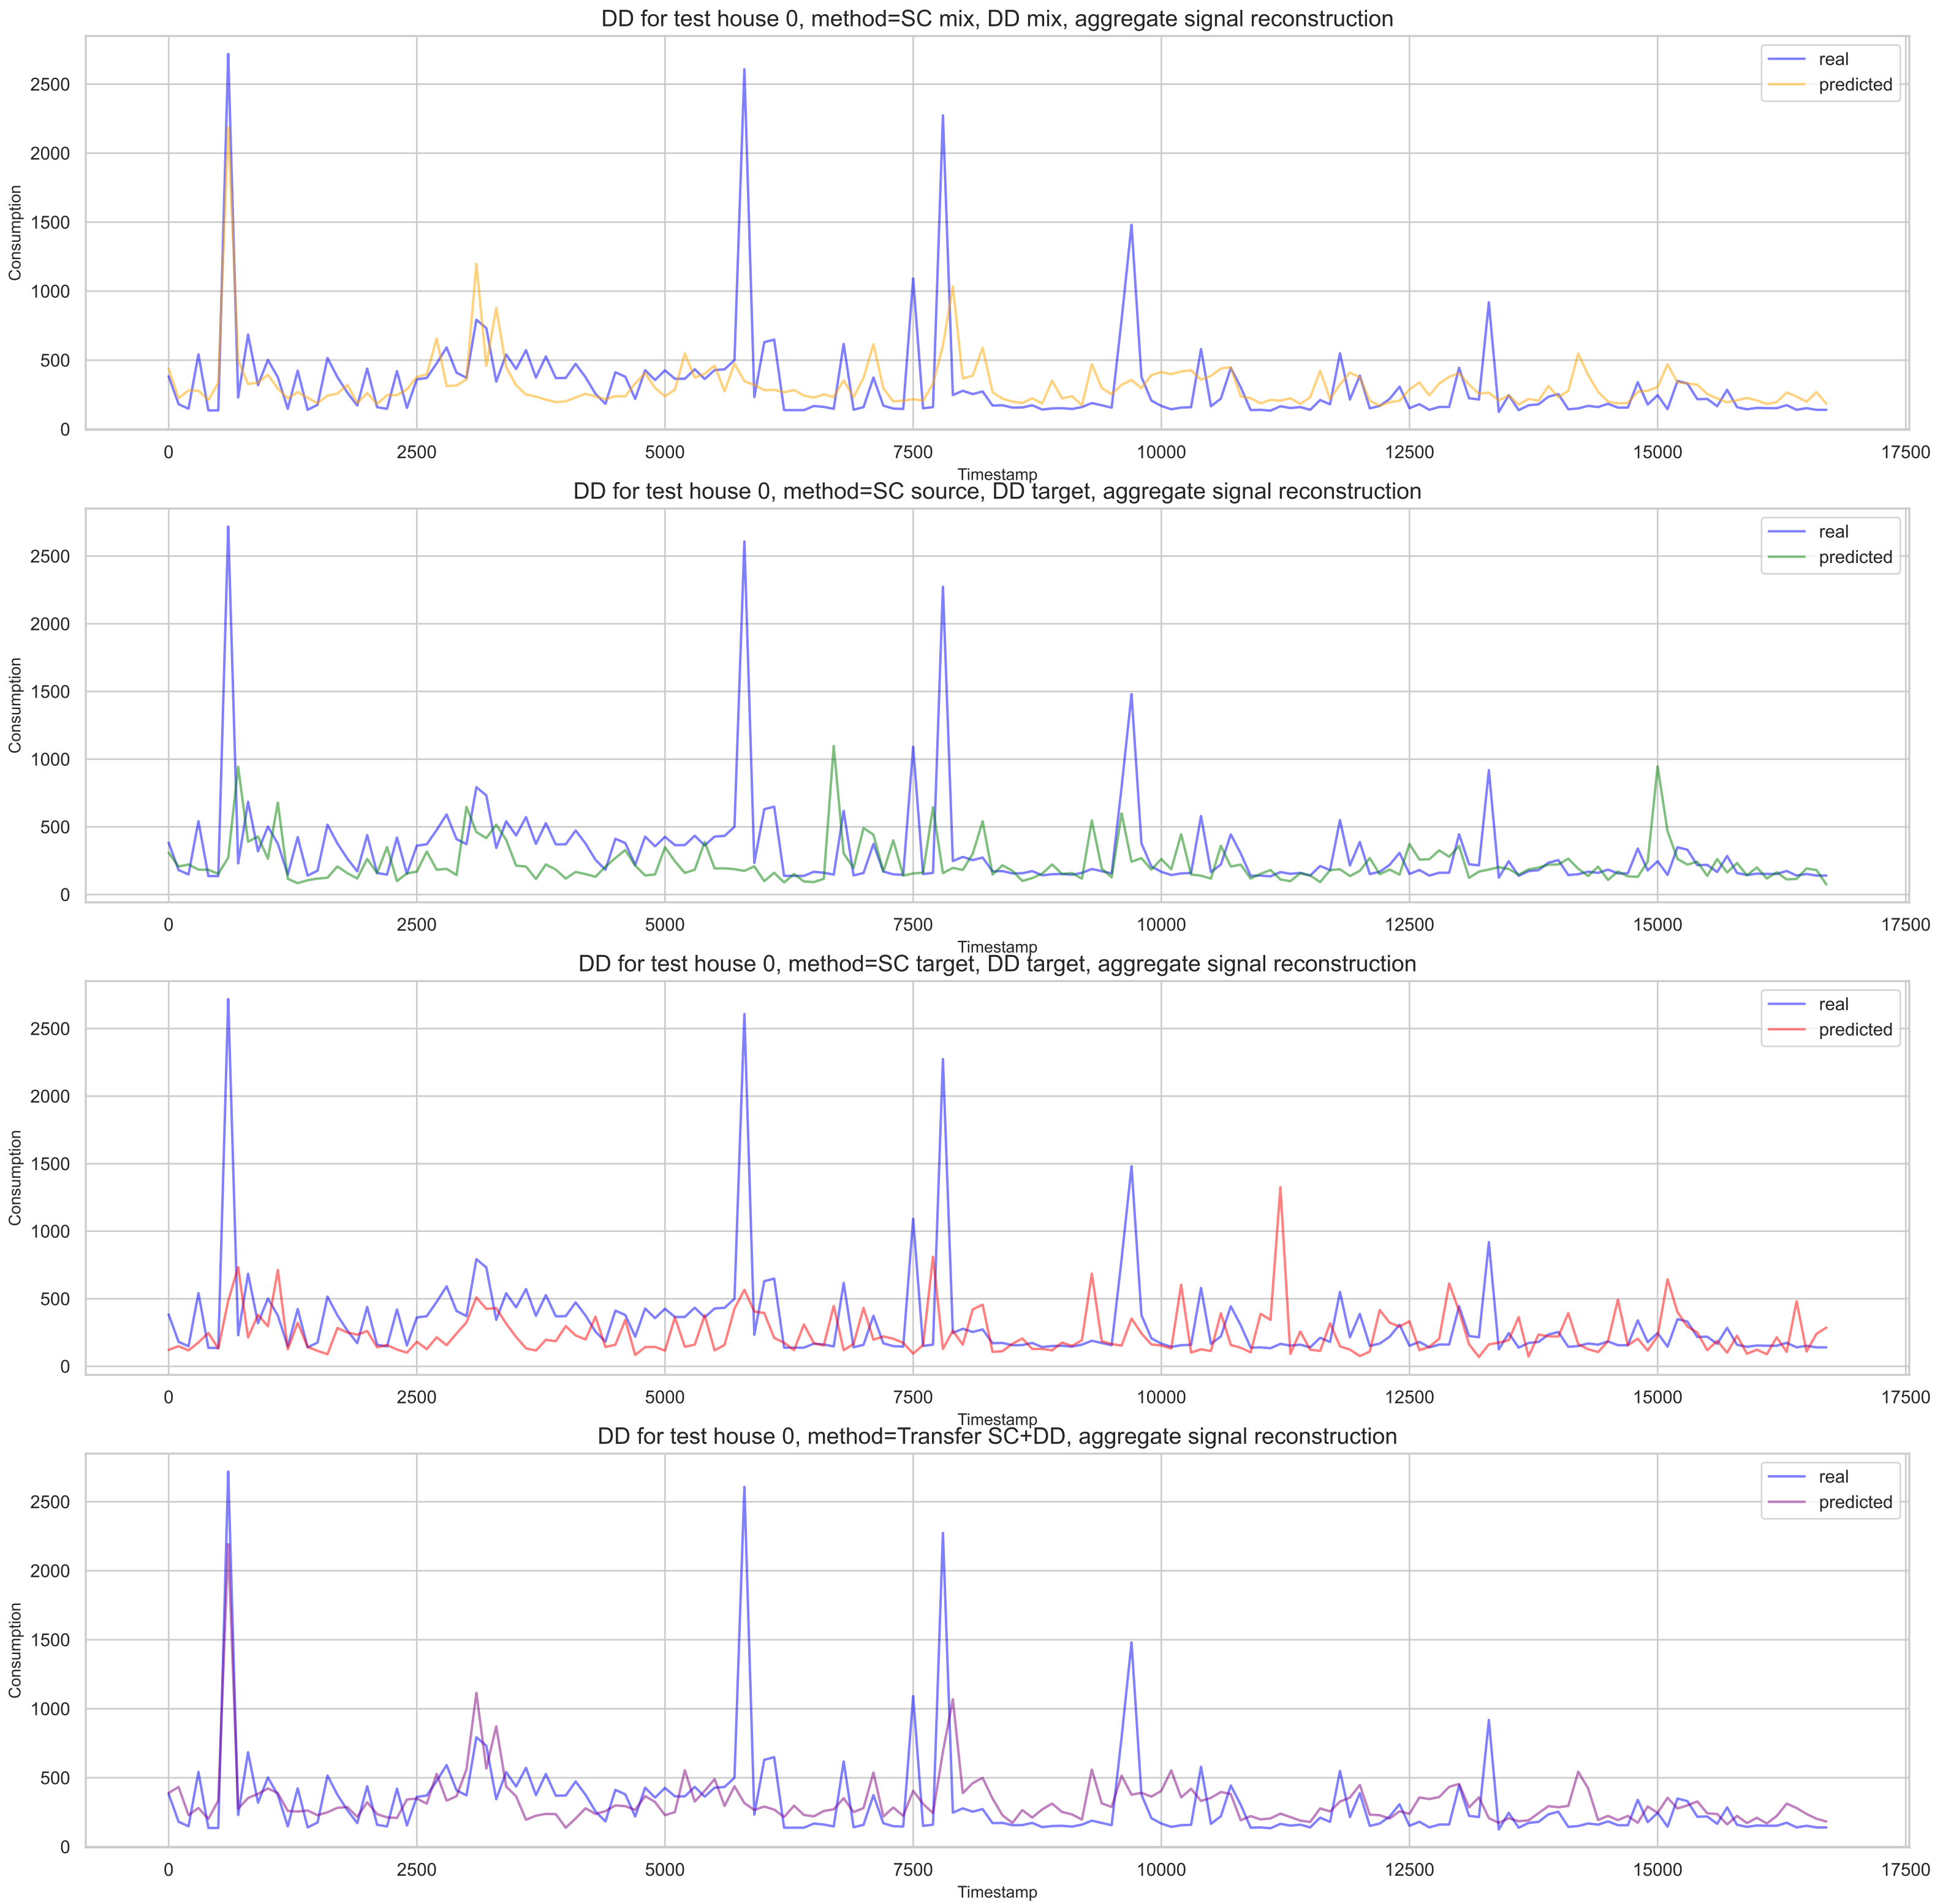 DD for test house 0, method=SC mix, DD mix, aggregate signal reconstruction
real
predicted
2500
2000
1500
1000
500
0
Consumption
0 2500 5000 7500 10000 12500 15000 17500
Timestamp
DD for test house 0, method=SC source, DD target, aggregate signal reconstruction
real
predicted
2500
2000
1500
1000
500
0
Consumption
0 2500 5000 7500 10000 12500 15000 17500
Timestamp
DD for test house 0, method=SC target, DD target, aggregate signal reconstruction
real
predicted
2500
2000
1500
1000
500
0
Consumption
0 2500 5000 7500 10000 12500 15000 17500
Timestamp
DD for test house 0, method=Transfer SC+DD, aggregate signal reconstruction
real
predicted
2500
2000
1500
1000
500
0
Consumption
0 2500 5000 7500 10000 12500 15000 17500
Timestamp